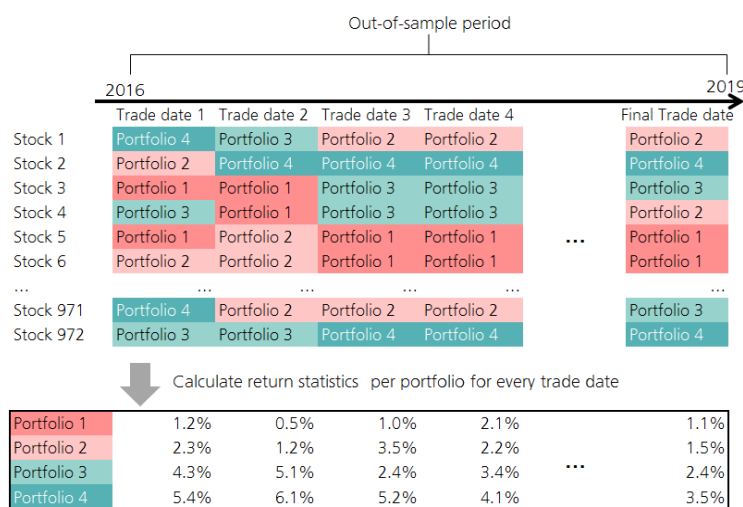 Out-of-sample period
2016 2019
Trade date 1 Trade date 2 Trade date 3 Trade date 4 Final Trade date
Stock 1 Portfolio 4 Portfolio 3 Portfolio 2 Portfolio 2 Portfolio 2
Stock 2 Portfolio 2 Portfolio 4 Portfolio 4 Portfolio 4 Portfolio 4
Stock 3 Portfolio 1 Portfolio 1 Portfolio 3 Portfolio 3 Portfolio 3
Stock 4 Portfolio 3 Portfolio 1 Portfolio 3 Portfolio 3 Portfolio 2
Stock 5 Portfolio 1 Portfolio 2 Portfolio 1 Portfolio 1 ... Portfolio 1
Stock 6 Portfolio 2 Portfolio 2 Portfolio 1 Portfolio 1 Portfolio 1
... ... ... ... ... ...
Stock 971 Portfolio 4 Portfolio 2 Portfolio 2 Portfolio 2 Portfolio 3
Stock 972 Portfolio 3 Portfolio 3 Portfolio 4 Portfolio 4 Portfolio 4
Calculate return statistics per portfolio for every trade date
Portfolio 1 1.2% 0.5% 1.0% 2.1% 1.1%
Portfolio 2 2.3% 1.2% 3.5% 2.2% 1.5%
Portfolio 3 4.3% 5.1% 2.4% 3.4% ... 2.4%
Portfolio 4 5.4% 6.1% 5.2% 4.1% 3.5%